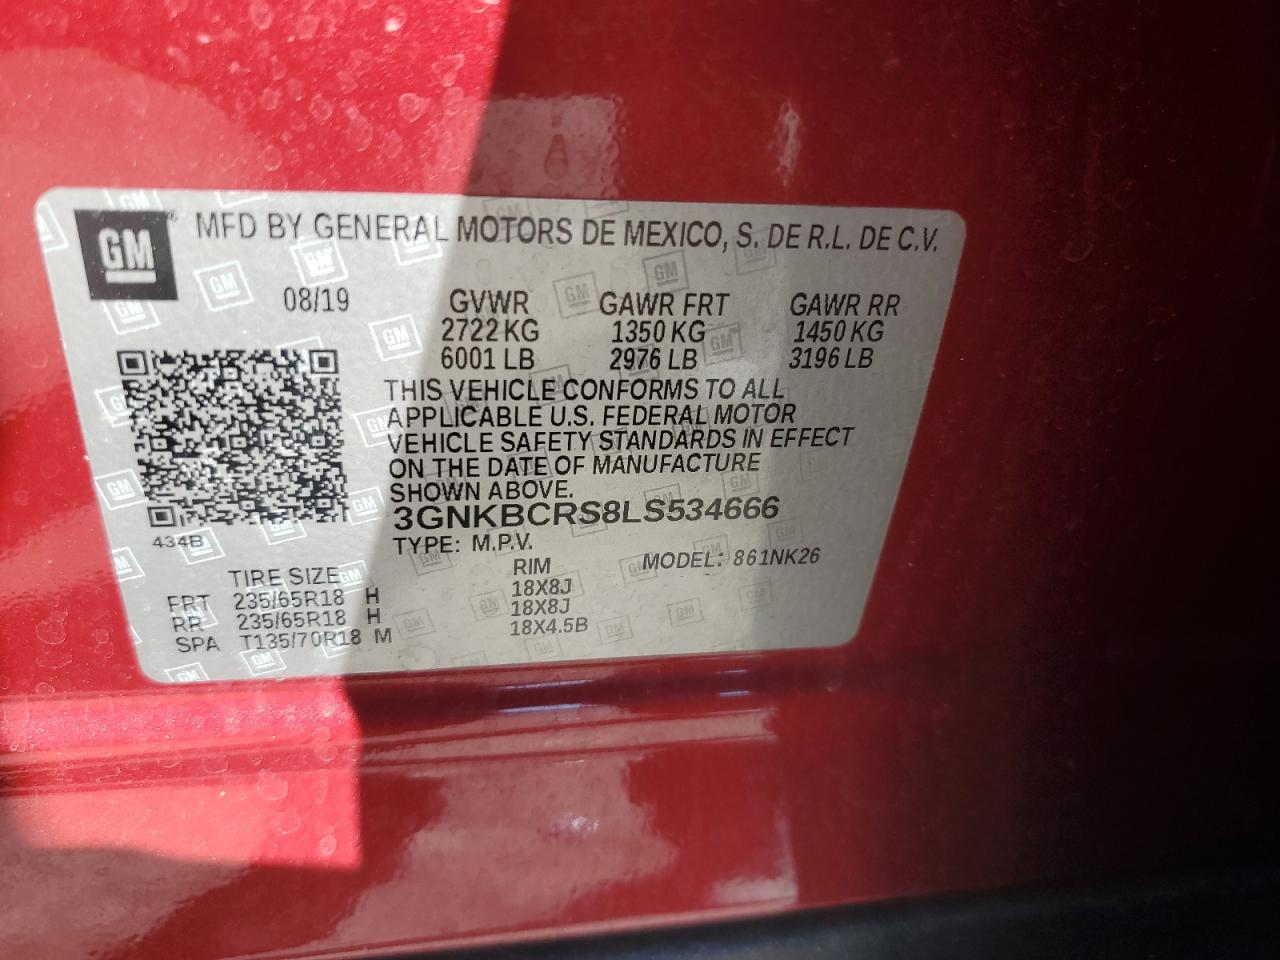 GM MFD BY GENERAL MOTORS DE MEXICO, S. DE R.L. DE C.V.
08/19 GVWR GAWR FRT GAWR RR
2722 KG 1350 KG 1450 KG
6001 LB 2976 LB 3196 LB
THIS VEHICLE CONFORMS TO ALL
APPLICABLE U.S. FEDERAL MOTOR
VEHICLE SAFETY STANDARDS IN EFFECT
ON THE DATE OF MANUFACTURE
SHOWN ABOVE.
3GNKBCRS8LS534666
434B
TYPE: M.P.V. MODEL: 861NK26
TIRE SIZE RIM
FRT 235/65R18 H 18X8J
RR 235/65R18 H 18X8J
SPA T135/70R18 M 18X4.5B